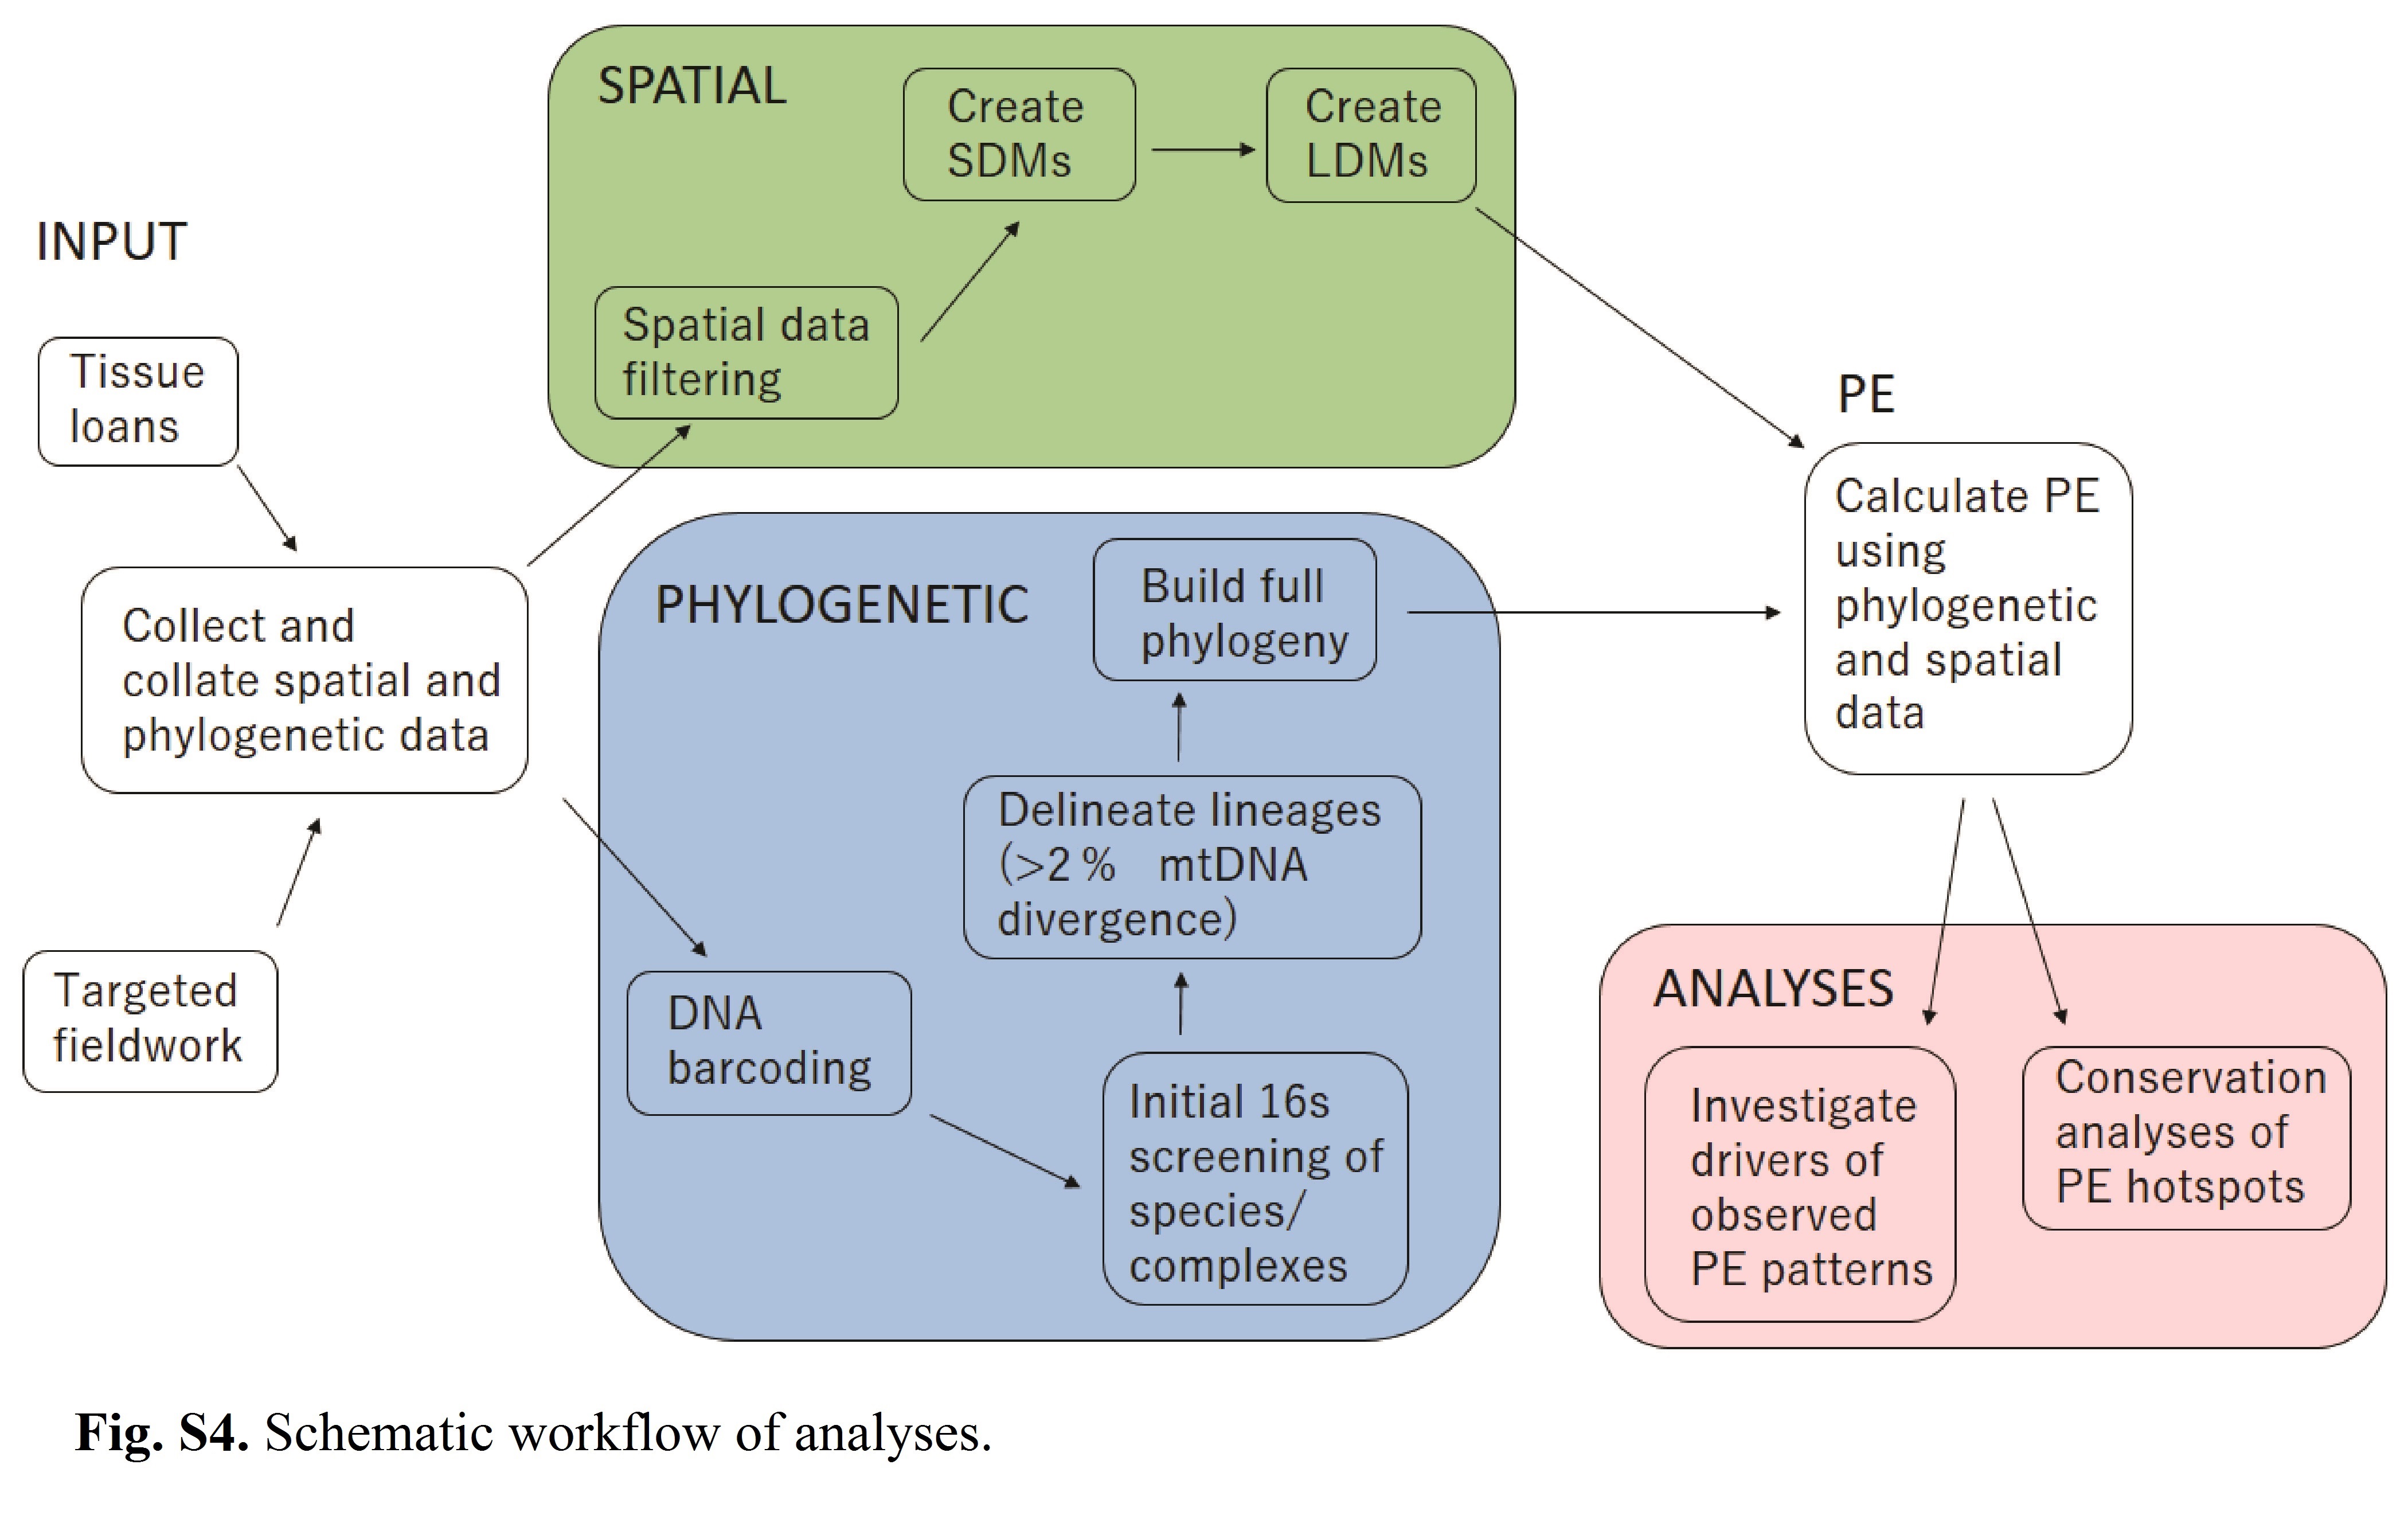 INPUT
Tissue
loans
Collect and
collate spatial and
phylogenetic data
Targeted
fieldwork
SPATIAL
Spatial data
filtering
Create
SDMs
Create
LDMs
PHYLOGENETIC
DNA
barcoding
Initial 16s
screening of
species/
complexes
Delineate lineages
(>2 % mtDNA
divergence)
Build full
phylogeny
PE
Calculate PE
using
phylogenetic
and spatial
data
ANALYSES
Investigate
drivers of
observed
PE patterns
Conservation
analyses of
PE hotspots
Fig. S4. Schematic workflow of analyses.